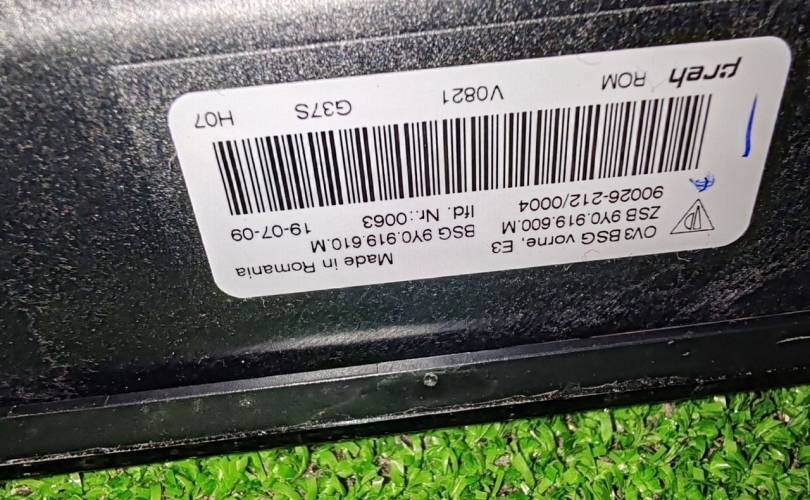 OV3 BSG vorne, E3
ZSB 9Y0.919.600.M
90026-212/0004
Made in Romania
BSG 9Y0.919.610.M
lfd. Nr.:0063 19-07-09
preh ROM V0821 G37S H07